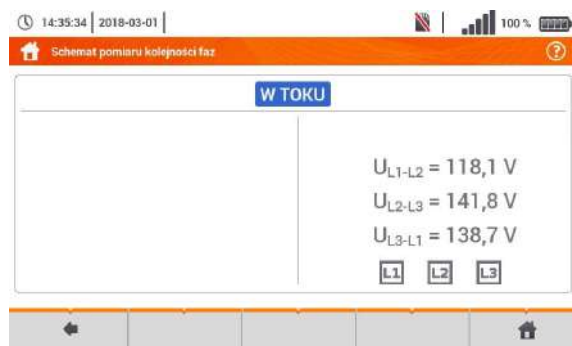 14:35:34 2018-03-01 100 %
Schemat pomiaru kolejności faz ?
W TOKU
UL1-L2 = 118,1 V
UL2-L3 = 141,8 V
UL3-L1 = 138,7 V
L1 L2 L3